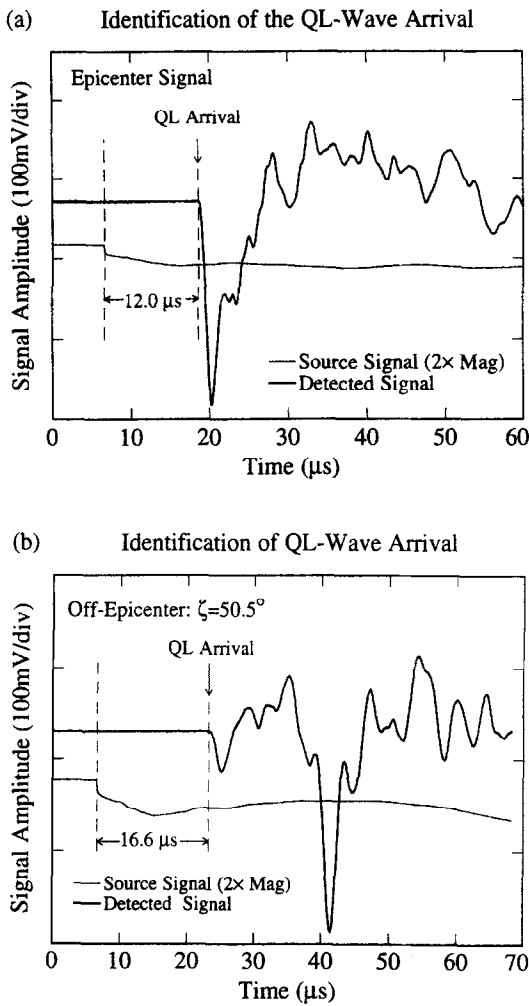 (a) Identification of the QL-Wave Arrival
Epicenter Signal
QL Arrival
Signal Amplitude (100mV/div)
12.0 μs
Source Signal (2× Mag)
Detected Signal
0 10 20 30 40 50 60
Time (μs)
(b) Identification of QL-Wave Arrival
Off-Epicenter: ζ=50.5°
QL Arrival
Signal Amplitude (100mV/div)
16.6 μs
Source Signal (2× Mag)
Detected Signal
0 10 20 30 40 50 60 70
Time (μs)